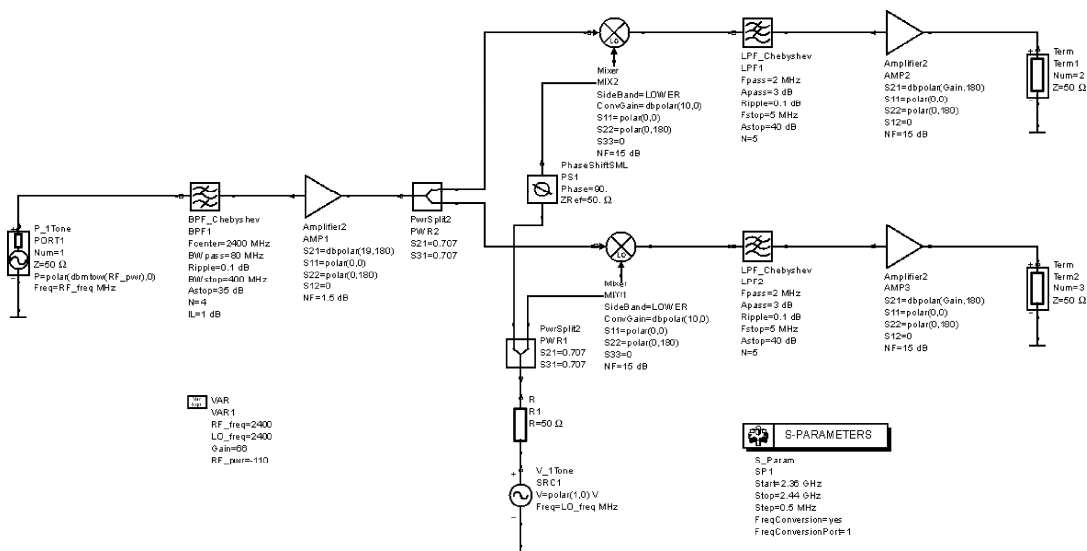 P_1Tone
PORT1
Num=1
Z=50 Ω
P=polar(dbmtow(RF_pwr),0)
Freq=RF_freq MHz
BPF_Chebyshev
BPF1
Fcenter=2400 MHz
BWpass=80 MHz
Ripple=0.1 dB
BWstop=400 MHz
Astop=35 dB
N=4
IL=1 dB
Amplifier2
AMP1
S21=dbpolar(19,180)
S11=polar(0,0)
S22=polar(0,180)
S12=0
NF=1.5 dB
PwrSplit2
PWR2
S21=0.707
S31=0.707
LO
Mixer
MIX2
SideBand=LOWER
ConvGain=dbpolar(10,0)
S11=polar(0,0)
S22=polar(0,180)
S33=0
NF=15 dB
LPF_Chebyshev
LPF1
Fpass=2 MHz
Apass=3 dB
Ripple=0.1 dB
Fstop=5 MHz
Astop=40 dB
N=5
Amplifier2
AMP2
S21=dbpolar(Gain,180)
S11=polar(0,0)
S22=polar(0,180)
S12=0
NF=15 dB
Term
Term1
Num=2
Z=50 Ω
PhaseShiftSML
PS1
Phase=90.
ZRef=50. Ω
LO
Mixer
MIX1
SideBand=LOWER
ConvGain=dbpolar(10,0)
S11=polar(0,0)
S22=polar(0,180)
S33=0
NF=15 dB
LPF_Chebyshev
LPF2
Fpass=2 MHz
Apass=3 dB
Ripple=0.1 dB
Fstop=5 MHz
Astop=40 dB
N=5
Amplifier2
AMP3
S21=dbpolar(Gain,180)
S11=polar(0,0)
S22=polar(0,180)
S12=0
NF=15 dB
Term
Term2
Num=3
Z=50 Ω
PwrSplit2
PWR1
S21=0.707
S31=0.707
R
R1
R=50 Ω
V_1Tone
SRC1
V=polar(1,0) V
Freq=LO_freq MHz
Var
Eqn
VAR
VAR1
RF_freq=2400
LO_freq=2400
Gain=66
RF_pwr=-110
S-PARAMETERS
S_Param
SP1
Start=2.36 GHz
Stop=2.44 GHz
Step=0.5 MHz
FreqConversion=yes
FreqConversionPort=1